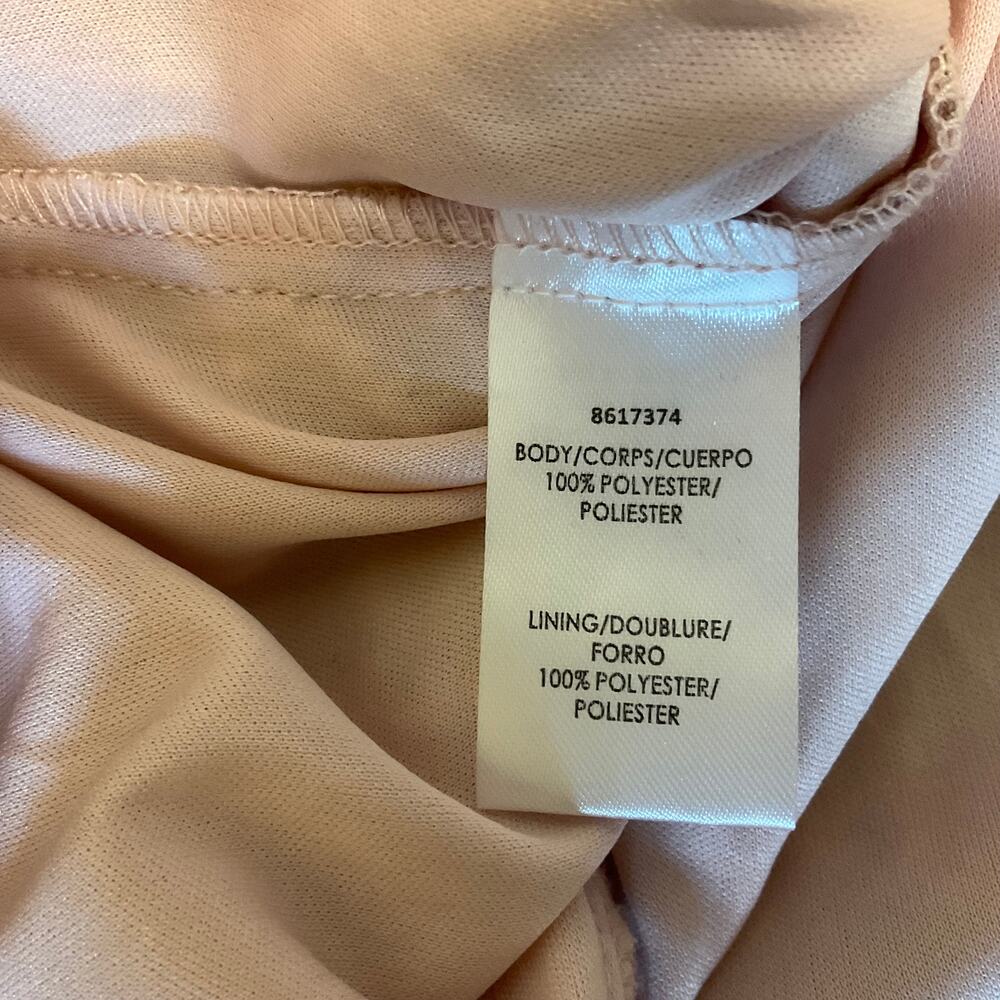 8617374
BODY/CORPS/CUERPO
100% POLYESTER/
POLIESTER
LINING/DOUBLURE/
FORRO
100% POLYESTER/
POLIESTER